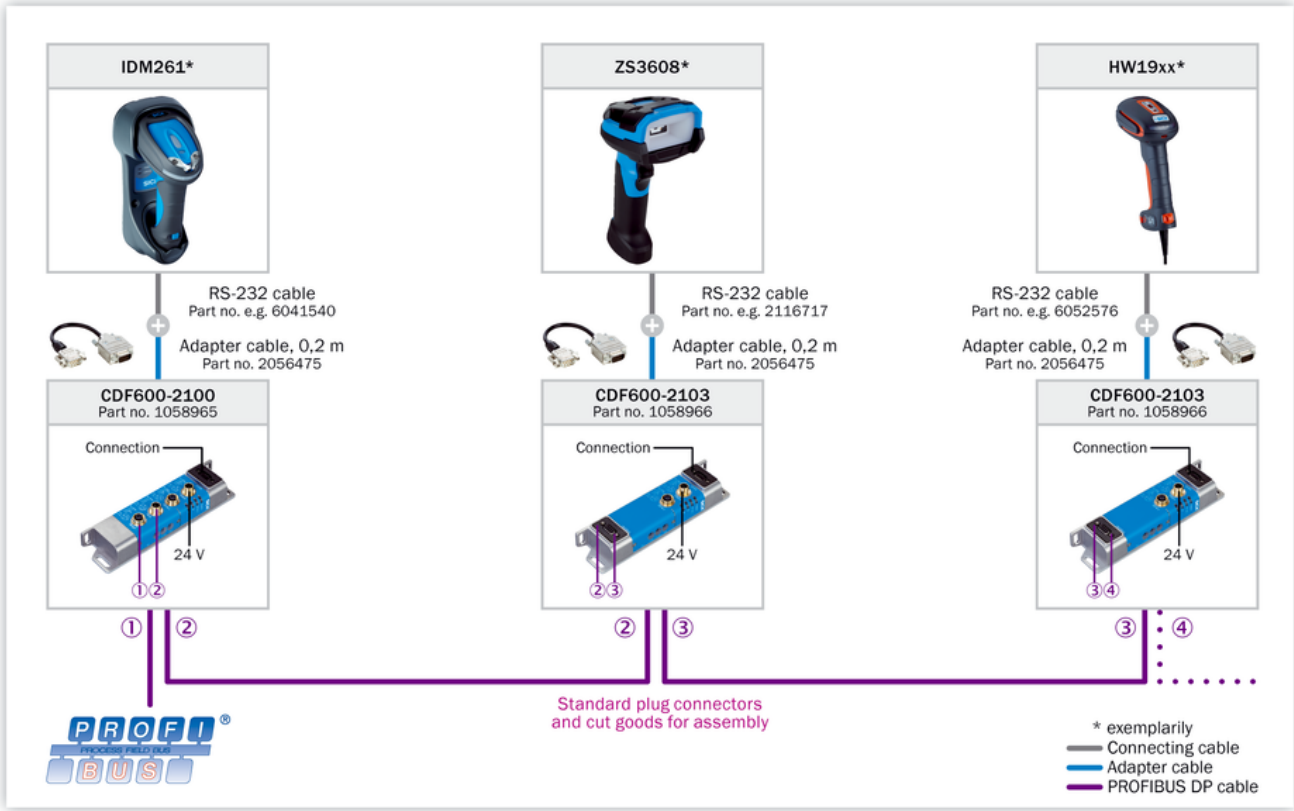 IDM261*
ZS3608*
HW19xx*
RS-232 cable
Part no. e.g. 6041540
Adapter cable, 0,2 m
Part no. 2056475
RS-232 cable
Part no. e.g. 2116717
Adapter cable, 0,2 m
Part no. 2056475
RS-232 cable
Part no. e.g. 6052576
Adapter cable, 0,2 m
Part no. 2056475
CDF600-2100
Part no. 1058965
Connection
24 V
①②
CDF600-2103
Part no. 1058966
Connection
24 V
②③
CDF600-2103
Part no. 1058966
Connection
24 V
③④
① ②
② ③
③ ④
Standard plug connectors
and cut goods for assembly
PROFI®
PROCESS FIELD BUS
BUS
* exemplarily
Connecting cable
Adapter cable
PROFIBUS DP cable